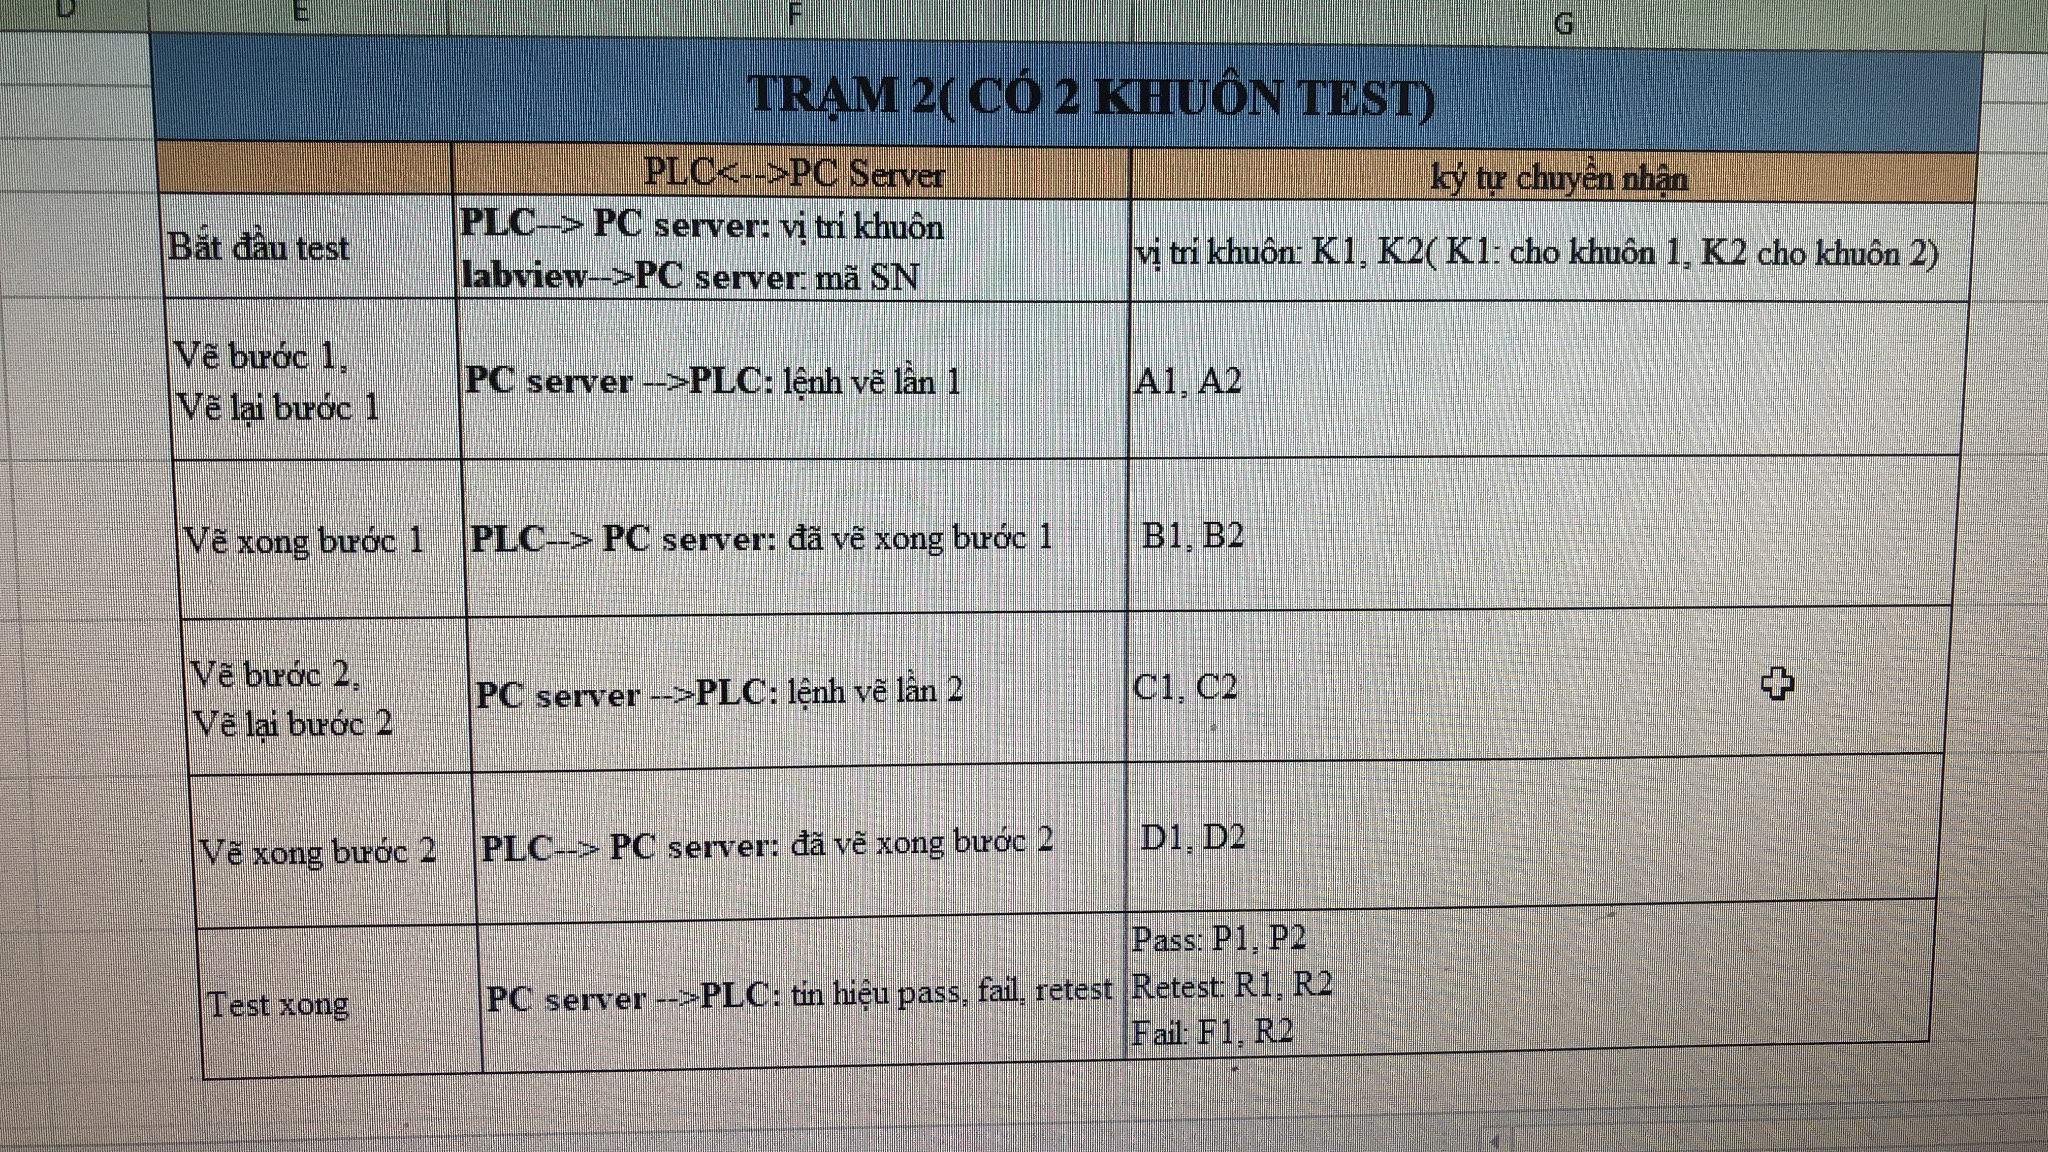 D E F G
TRẠM 2( CÓ 2 KHUÔN TEST)
PLC<-->PC Server ký tự chuyền nhận
Bắt đầu test
PLC--> PC server: vị trí khuôn
labview-->PC server: mã SN
vị trí khuôn: K1, K2( K1: cho khuôn 1, K2 cho khuôn 2)
Vẽ bước 1,
Vẽ lại bước 1
PC server -->PLC: lệnh vẽ lần 1
A1, A2
Vẽ xong bước 1
PLC--> PC server: đã vẽ xong bước 1
B1, B2
Vẽ bước 2,
Vẽ lại bước 2
PC server -->PLC: lệnh vẽ lần 2
C1, C2
Vẽ xong bước 2
PLC--> PC server: đã vẽ xong bước 2
D1, D2
Test xong
PC server -->PLC: tín hiệu pass, fail, retest
Pass: P1, P2
Retest: R1, R2
Fail: F1, R2